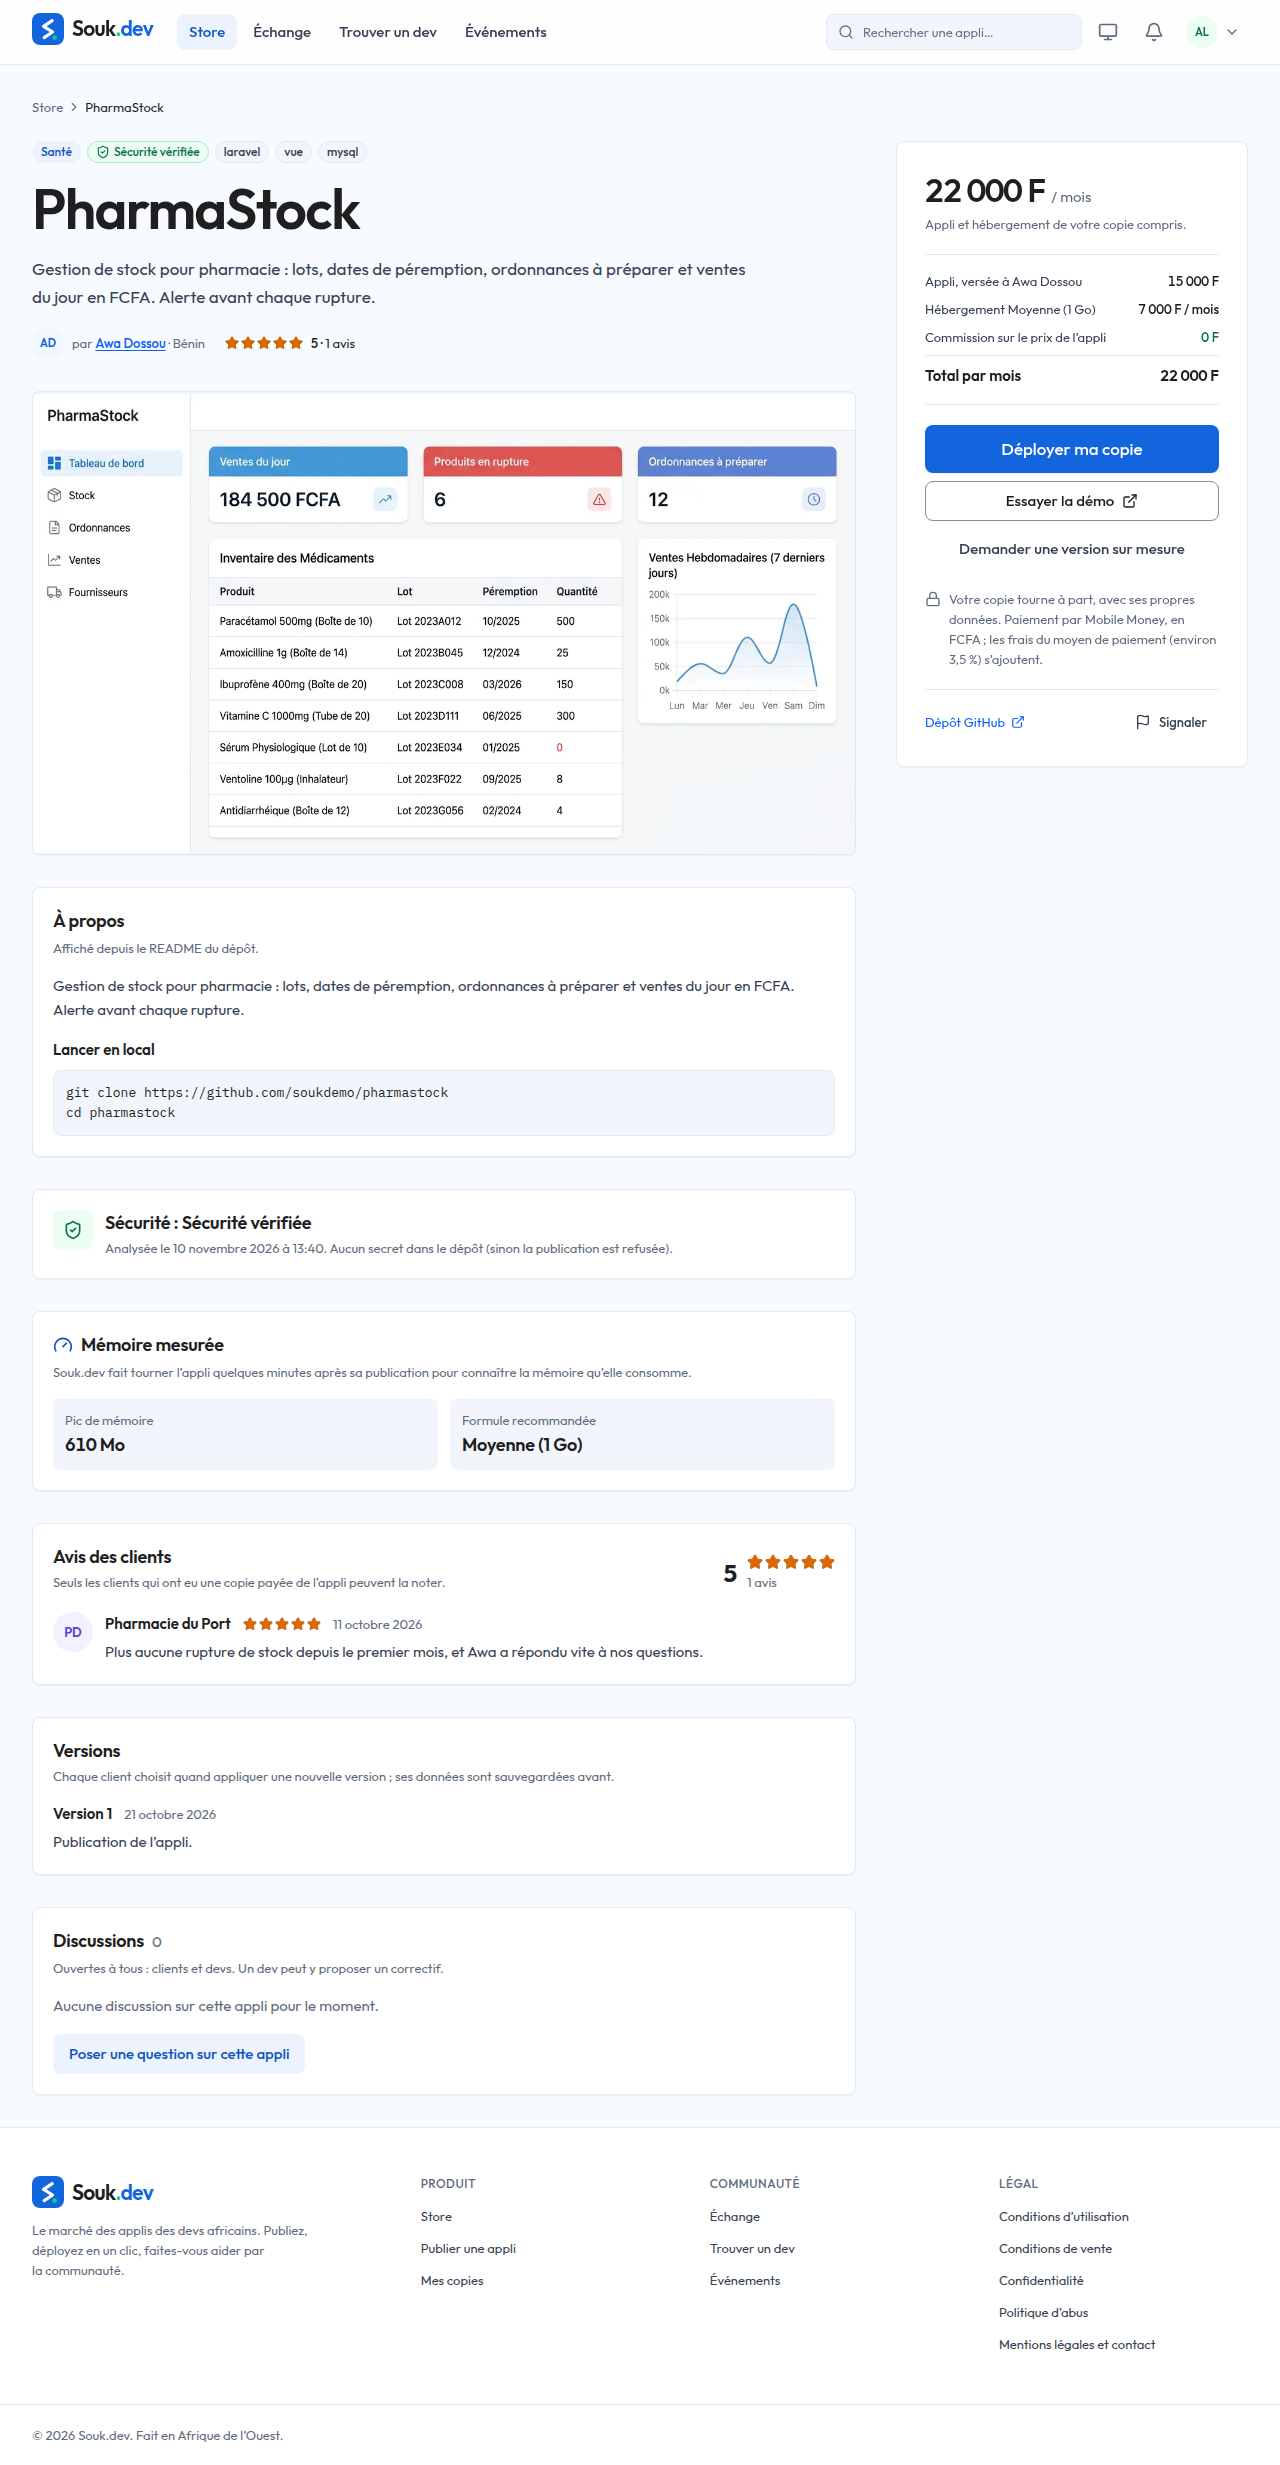 Souk.dev
Store
Échange
Trouver un dev
Événements
Rechercher une appli…
AL
Store > PharmaStock
Santé
Sécurité vérifiée
laravel
vue
mysql
PharmaStock
Gestion de stock pour pharmacie : lots, dates de péremption, ordonnances à préparer et ventes
du jour en FCFA. Alerte avant chaque rupture.
AD
par Awa Dossou · Bénin
5 · 1 avis
PharmaStock
Tableau de bord
Stock
Ordonnances
Ventes
Fournisseurs
Ventes du jour
184 500 FCFA
Produits en rupture
6
Ordonnances à préparer
12
Inventaire des Médicaments
Produit Lot Péremption Quantité
Paracétamol 500mg (Boîte de 10) Lot 2023A012 10/2025 500
Amoxicilline 1g (Boîte de 14) Lot 2023B045 12/2024 25
Ibuprofène 400mg (Boîte de 20) Lot 2023C008 03/2026 150
Vitamine C 1000mg (Tube de 20) Lot 2023D111 06/2025 300
Sérum Physiologique (Lot de 10) Lot 2023E034 01/2025 0
Ventoline 100µg (Inhalateur) Lot 2023F022 09/2025 8
Antidiarrhéique (Boîte de 12) Lot 2023G056 02/2024 4
Ventes Hebdomadaires (7 derniers
jours)
200k
150k
100k
50k
0k
Lun Mar Mer Jeu Ven Sam Dim
22 000 F / mois
Appli et hébergement de votre copie compris.
Appli, versée à Awa Dossou 15 000 F
Hébergement Moyenne (1 Go) 7 000 F / mois
Commission sur le prix de l’appli 0 F
Total par mois 22 000 F
Déployer ma copie
Essayer la démo
Demander une version sur mesure
Votre copie tourne à part, avec ses propres
données. Paiement par Mobile Money, en
FCFA ; les frais du moyen de paiement (environ
3,5 %) s’ajoutent.
Dépôt GitHub
Signaler
À propos
Affiché depuis le README du dépôt.
Gestion de stock pour pharmacie : lots, dates de péremption, ordonnances à préparer et ventes du jour en FCFA.
Alerte avant chaque rupture.
Lancer en local
git clone https://github.com/soukdemo/pharmastock
cd pharmastock
Sécurité : Sécurité vérifiée
Analysée le 10 novembre 2026 à 13:40. Aucun secret dans le dépôt (sinon la publication est refusée).
Mémoire mesurée
Souk.dev fait tourner l’appli quelques minutes après sa publication pour connaître la mémoire qu’elle consomme.
Pic de mémoire
610 Mo
Formule recommandée
Moyenne (1 Go)
Avis des clients
Seuls les clients qui ont eu une copie payée de l’appli peuvent la noter.
5
1 avis
PD
Pharmacie du Port 11 octobre 2026
Plus aucune rupture de stock depuis le premier mois, et Awa a répondu vite à nos questions.
Versions
Chaque client choisit quand appliquer une nouvelle version ; ses données sont sauvegardées avant.
Version 1 21 octobre 2026
Publication de l’appli.
Discussions 0
Ouvertes à tous : clients et devs. Un dev peut y proposer un correctif.
Aucune discussion sur cette appli pour le moment.
Poser une question sur cette appli
Souk.dev
Le marché des applis des devs africains. Publiez,
déployez en un clic, faites-vous aider par
la communauté.
PRODUIT
Store
Publier une appli
Mes copies
COMMUNAUTÉ
Échange
Trouver un dev
Événements
LÉGAL
Conditions d’utilisation
Conditions de vente
Confidentialité
Politique d’abus
Mentions légales et contact
© 2026 Souk.dev. Fait en Afrique de l’Ouest.